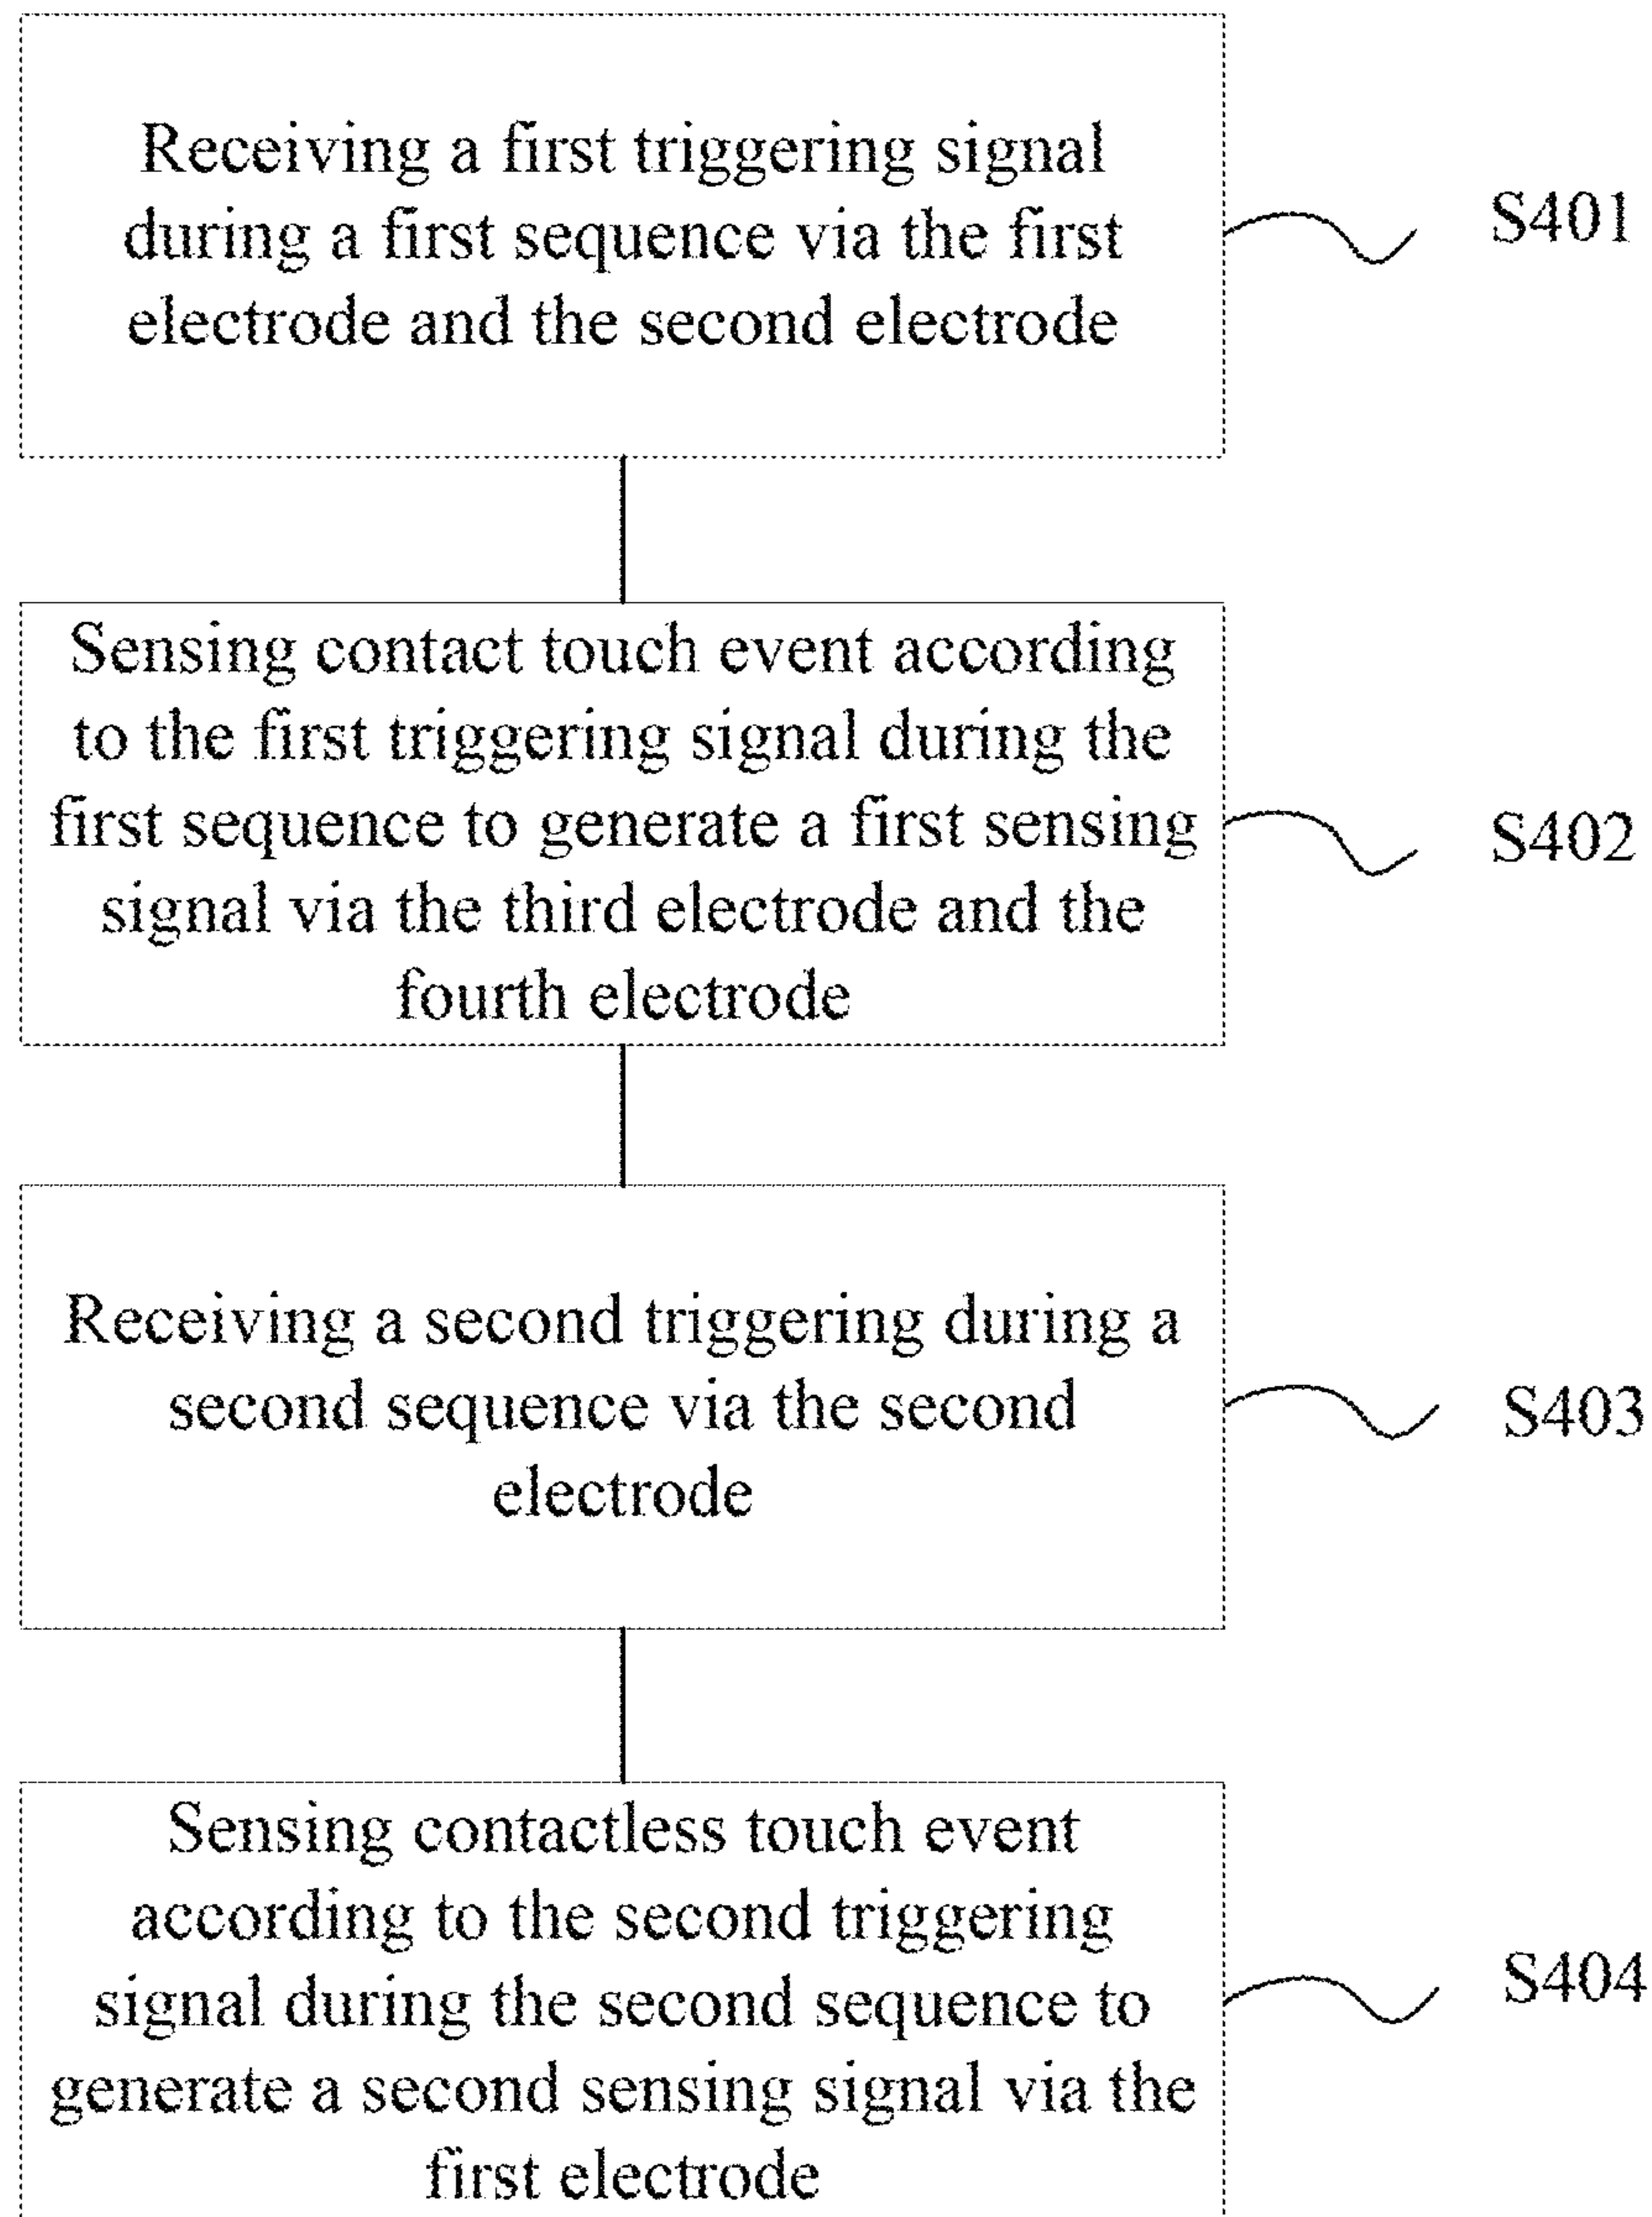 Receiving a first triggering signal
during a first sequence via the first
electrode and the second electrode
S401
Sensing contact touch event according
to the first triggering signal during the
first sequence to generate a first sensing
signal via the third electrode and the
fourth electrode
S402
Receiving a second triggering during a
second sequence via the second
electrode
S403
Sensing contactless touch event
according to the second triggering
signal during the second sequence to
generate a second sensing signal via the
first electrode
S404